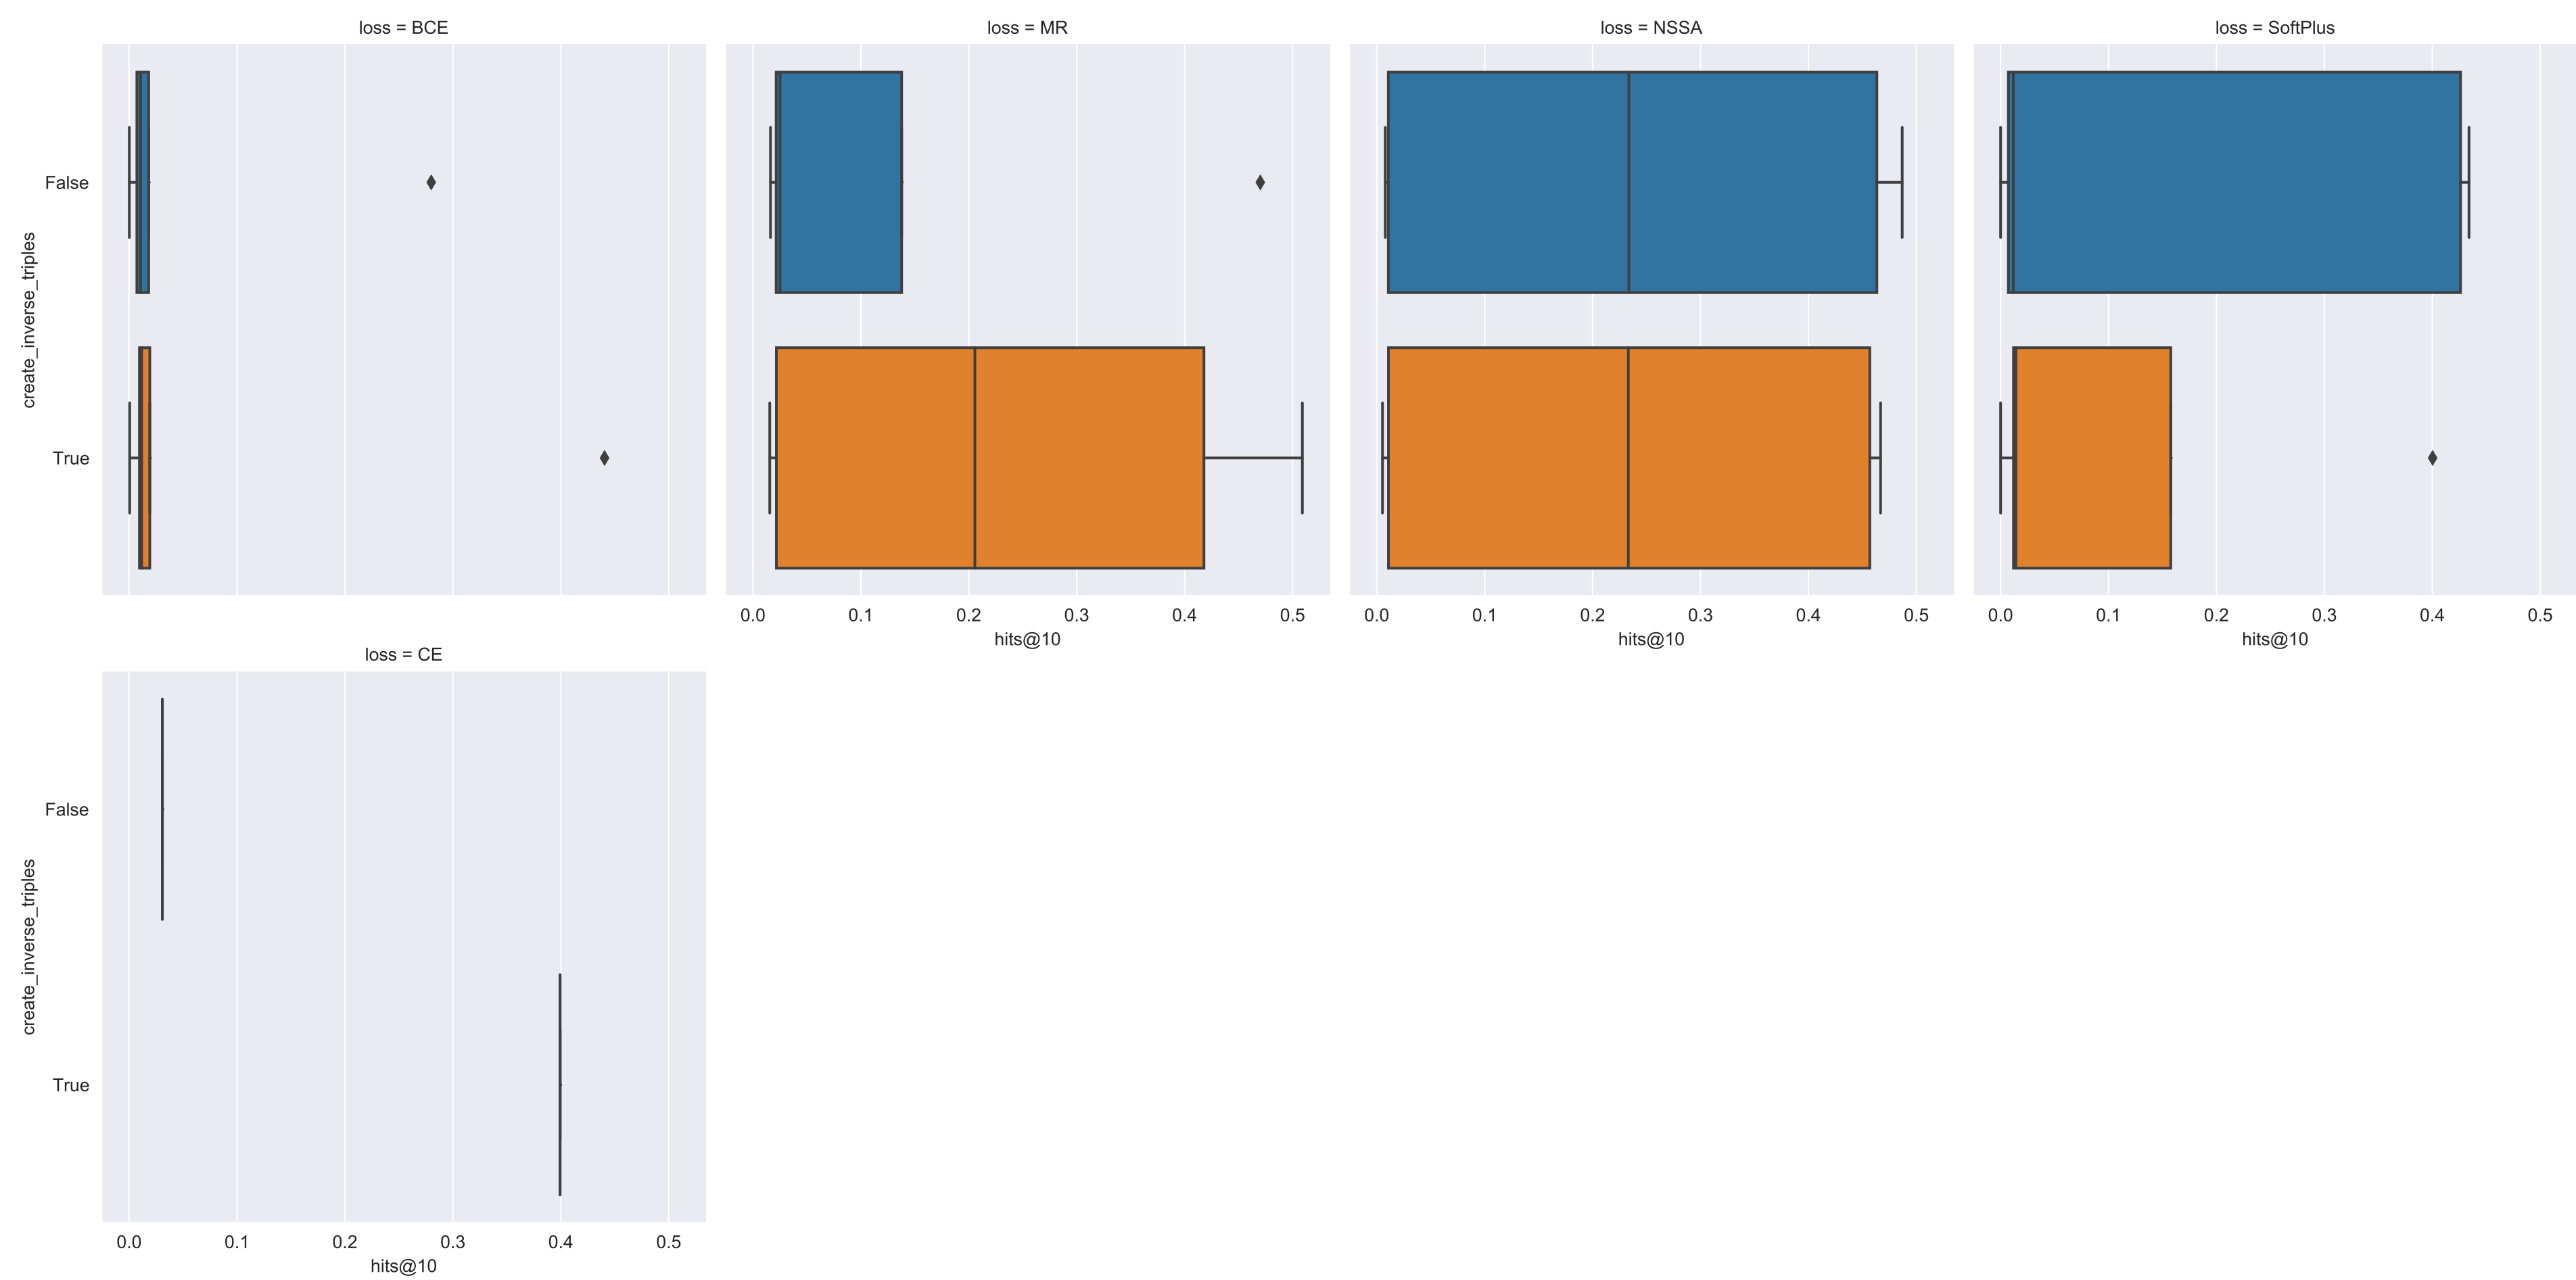 loss = BCE
loss = MR
loss = NSSA
loss = SoftPlus
create_inverse_triples
False
True
0.0 0.1 0.2 0.3 0.4 0.5
hits@10
0.0 0.1 0.2 0.3 0.4 0.5
hits@10
0.0 0.1 0.2 0.3 0.4 0.5
hits@10
loss = CE
create_inverse_triples
False
True
0.0 0.1 0.2 0.3 0.4 0.5
hits@10